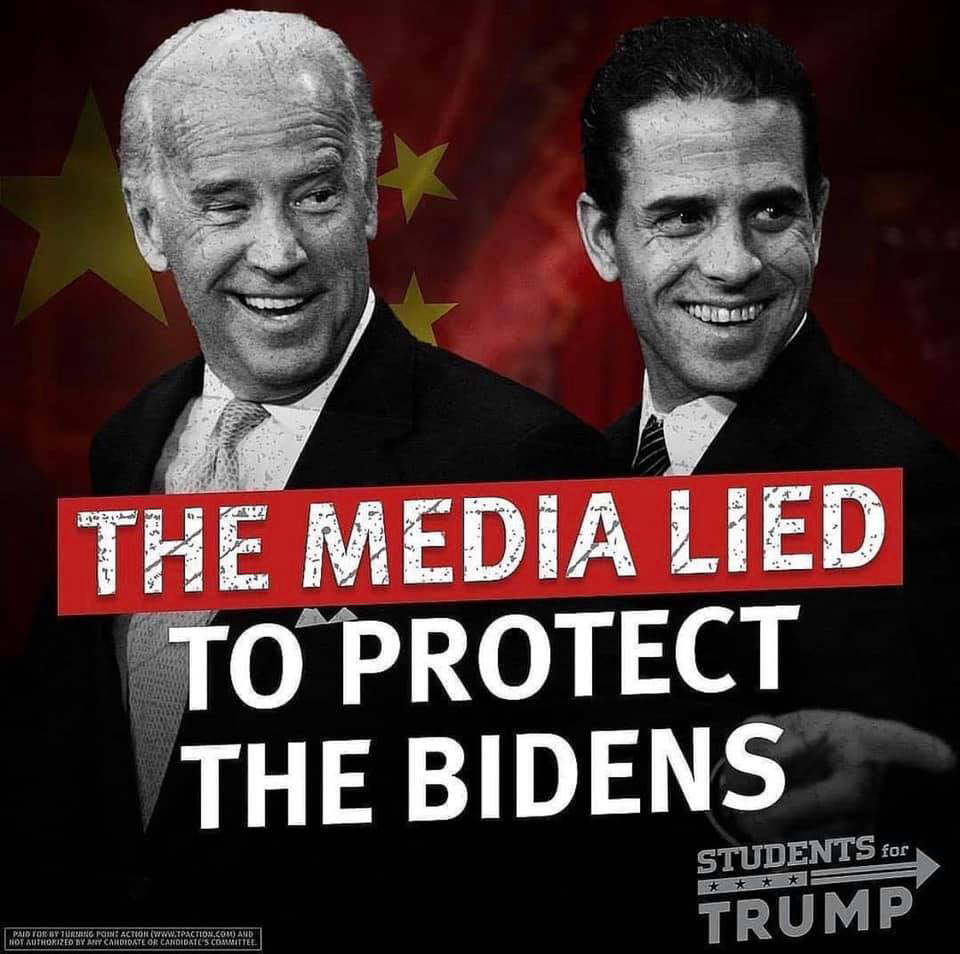 THE MEDIA LIED
TO PROTECT
THE BIDENS
STUDENTS for
TRUMP
PAID FOR BY TURNING POINT ACTION (WWW.TPACTION.COM) AND
NOT AUTHORIZED BY ANY CANDIDATE OR CANDIDATE'S COMMITTEE.